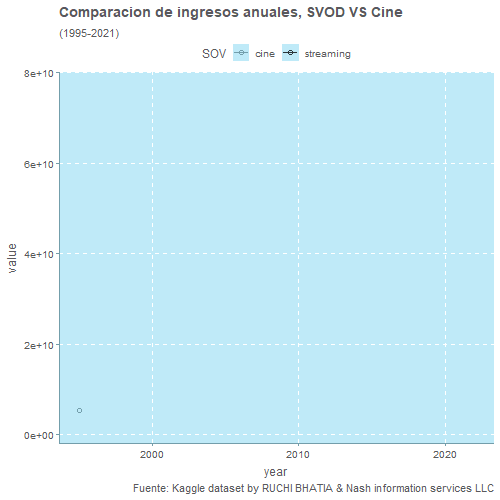 Comparacion de ingresos anuales, SVOD VS Cine
(1995-2021)
SOV cine streaming
8e+10
6e+10
4e+10
2e+10
0e+00
value
2000 2010 2020
year
Fuente: Kaggle dataset by RUCHI BHATIA & Nash information services LLC